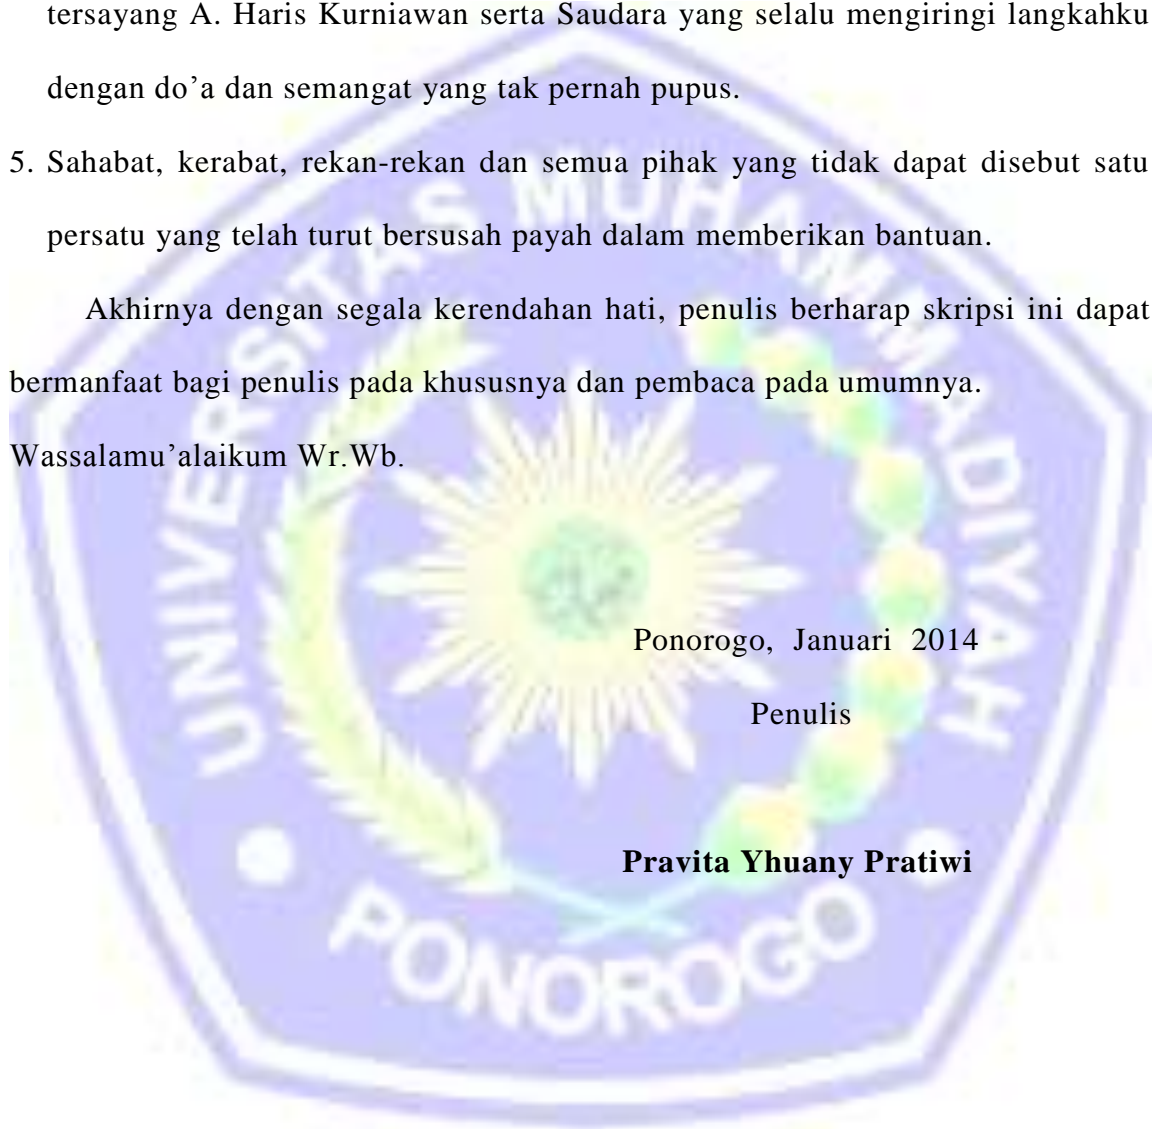 tersayang A. Haris Kurniawan serta Saudara yang selalu mengiringi langkahku
dengan do’a dan semangat yang tak pernah pupus.
5. Sahabat, kerabat, rekan-rekan dan semua pihak yang tidak dapat disebut satu
persatu yang telah turut bersusah payah dalam memberikan bantuan.
Akhirnya dengan segala kerendahan hati, penulis berharap skripsi ini dapat
bermanfaat bagi penulis pada khususnya dan pembaca pada umumnya.
Wassalamu’alaikum Wr.Wb.
Ponorogo, Januari 2014
Penulis
Pravita Yhuany Pratiwi
UNIVERSITAS MUHAMMADIYAH
PONOROGO